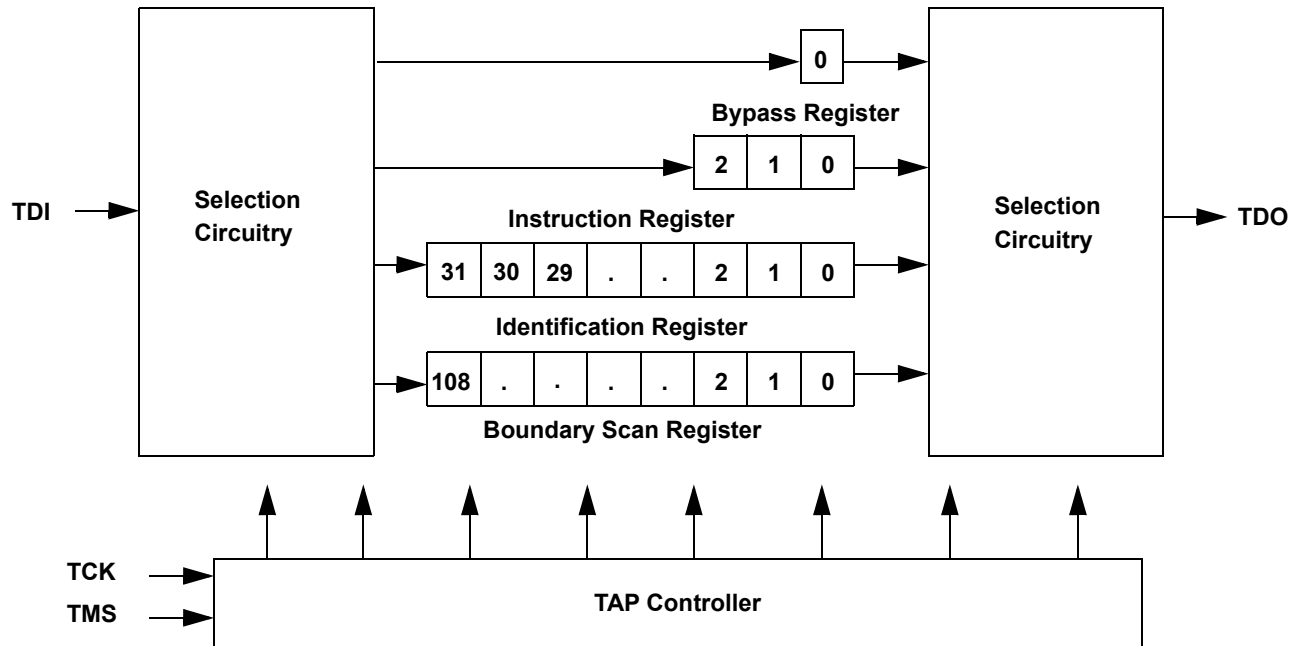 0
Bypass Register
2 1 0
TDI
Selection
Circuitry
Selection
Circuitry
TDO
Instruction Register
31 30 29 . . 2 1 0
Identification Register
108 . . . . 2 1 0
Boundary Scan Register
TCK
TMS
TAP Controller